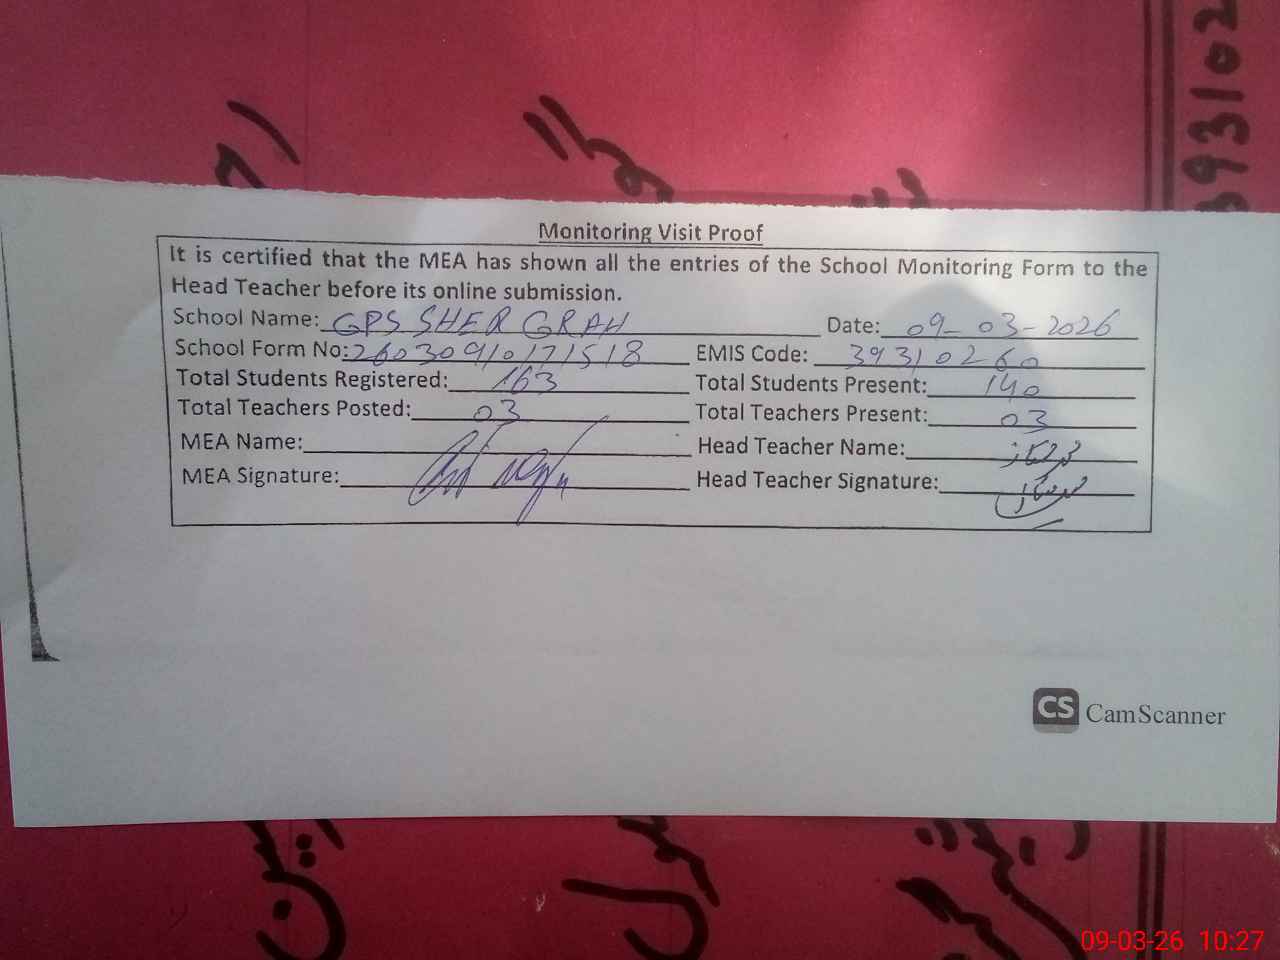 393102
Monitoring Visit Proof
It is certified that the MEA has shown all the entries of the School Monitoring Form to the
Head Teacher before its online submission.
School Name: GPS SHER GRAH Date: 09-03-2026
School Form No: 26030910171518 EMIS Code: 39310260
Total Students Registered: 163 Total Students Present: 140
Total Teachers Posted: 03 Total Teachers Present: 03
MEA Name: Head Teacher Name:
MEA Signature: Head Teacher Signature:
CS CamScanner
09-03-26 10:27